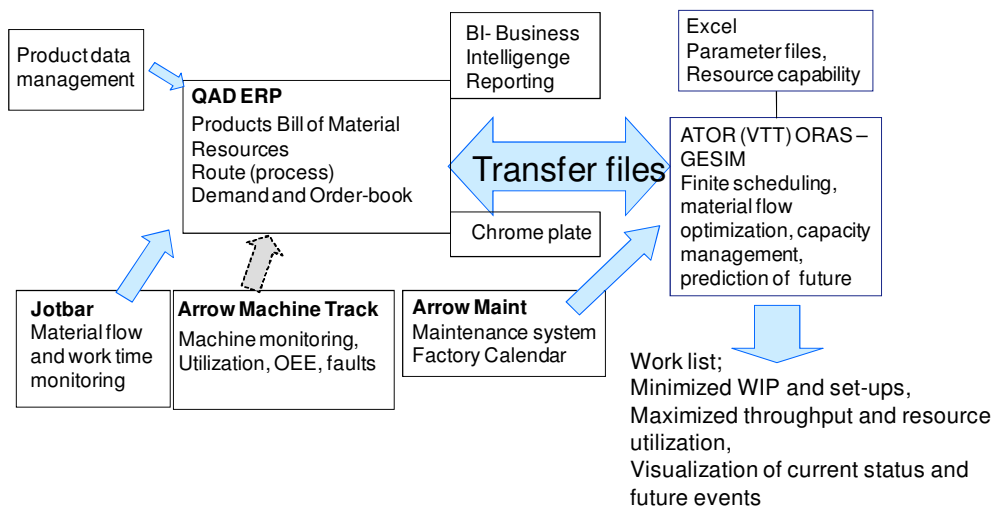 Product data
management
QAD ERP
Products Bill of Material
Resources
Route (process)
Demand and Order-book
BI- Business
Intelligenge
Reporting
Transfer files
Chrome plate
Excel
Parameter files,
Resource capability
ATOR (VTT) ORAS –
GESIM
Finite scheduling,
material flow
optimization, capacity
management,
prediction of future
Jotbar
Material flow
and work time
monitoring
Arrow Machine Track
Machine monitoring,
Utilization, OEE, faults
Arrow Maint
Maintenance system
Factory Calendar
Work list;
Minimized WIP and set-ups,
Maximized throughput and resource
utilization,
Visualization of current status and
future events